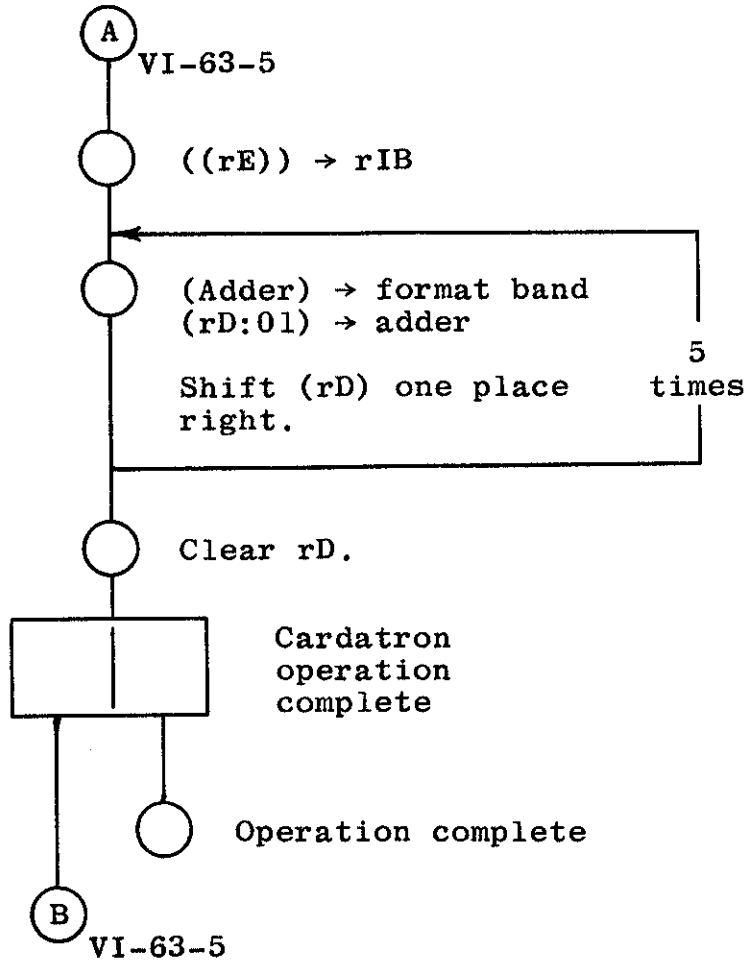 A
VI-63-5
((rE)) → rIB
(Adder) → format band
(rD:01) → adder
Shift (rD) one place
right.
5
times
Clear rD.
Cardatron
operation
complete
Operation complete
B
VI-63-5